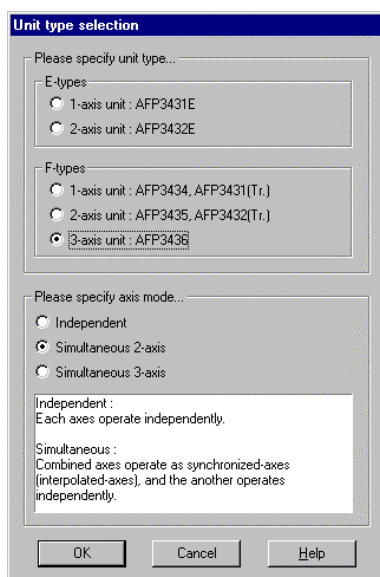 Unit type selection
Please specify unit type...
E-types
1-axis unit : AFP3431E
2-axis unit : AFP3432E
F-types
1-axis unit : AFP3434, AFP3431(Tr.)
2-axis unit : AFP3435, AFP3432(Tr.)
3-axis unit : AFP3436
Please specify axis mode...
Independent
Simultaneous 2-axis
Simultaneous 3-axis
Independent :
Each axes operate independently.
Simultaneous :
Combined axes operate as synchronized-axes
(interpolated-axes), and the another operates
independently.
OK Cancel Help